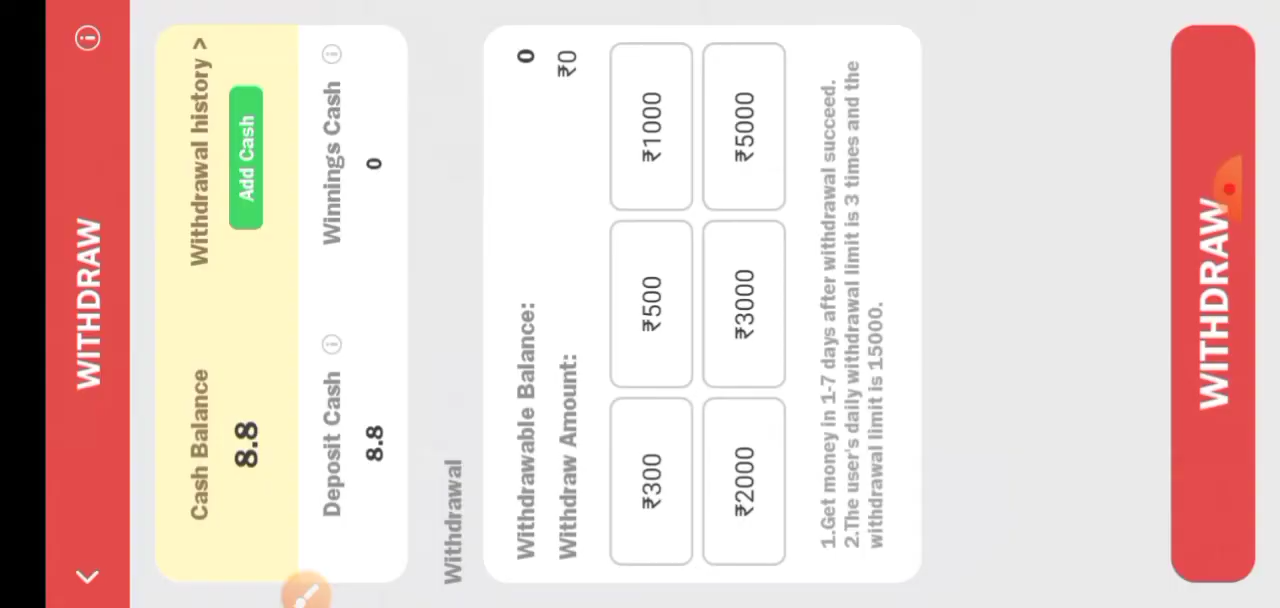 WITHDRAW
Cash Balance
Withdrawal history >
8.8
Add Cash
Deposit Cash
Winnings Cash
8.8
0
Withdrawal
Withdrawable Balance:
0
Withdraw Amount:
₹0
₹300
₹500
₹1000
₹2000
₹3000
₹5000
1.Get money in 1-7 days after withdrawal succeed.
2.The user's daily withdrawal limit is 3 times and the
withdrawal limit is 15000.
WITHDRAW